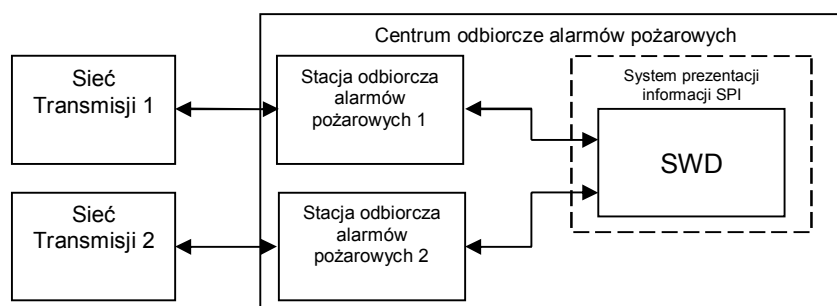 Centrum odbiorcze alarmów pożarowych
Sieć
Transmisji 1
Stacja odbiorcza
alarmów
pożarowych 1
System prezentacji
informacji SPI
SWD
Sieć
Transmisji 2
Stacja odbiorcza
alarmów
pożarowych 2